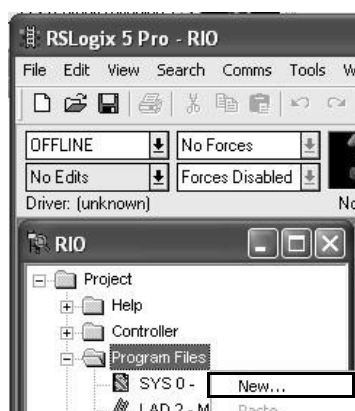 RSLogix 5 Pro - RIO
File Edit View Search Comms Tools
OFFLINE No Forces
No Edits Forces Disabled
Driver: (unknown)
RIO
Project
Help
Controller
Program Files
SYS 0 - New...
LAD 2 - M Paste